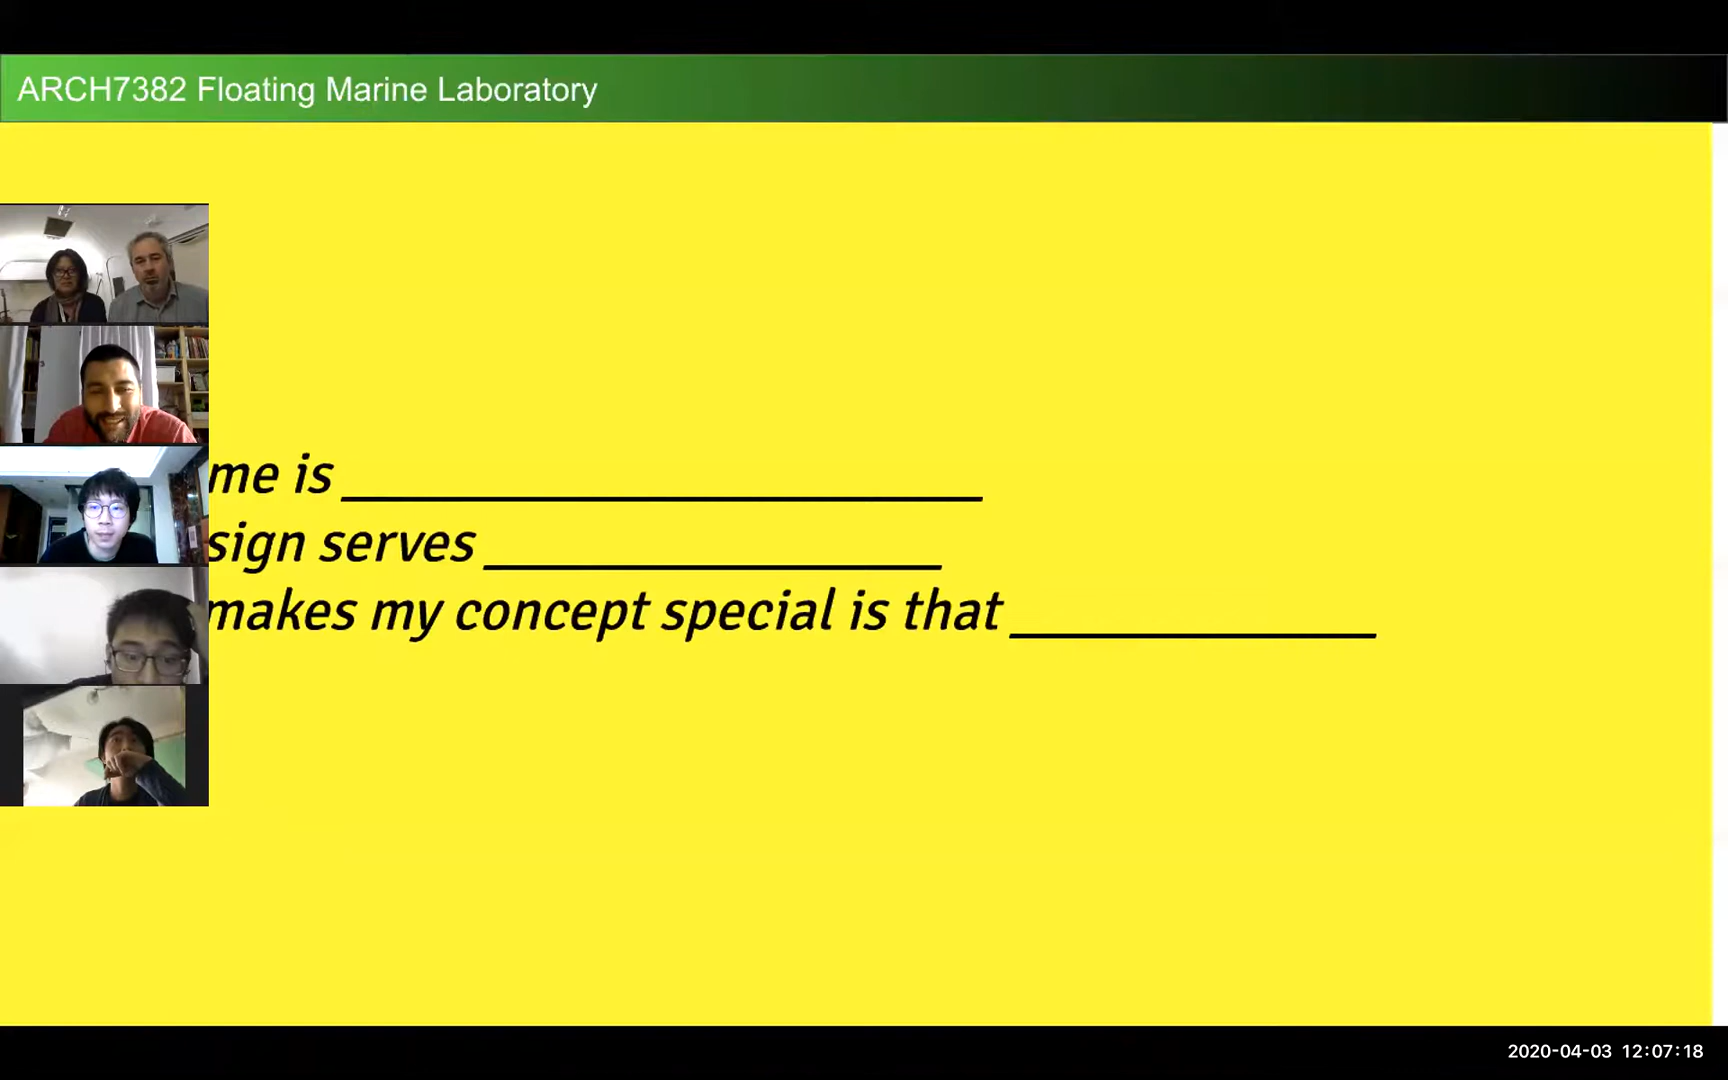 ARCH7382 Floating Marine Laboratory
me is
sign serves
makes my concept special is that
2020-04-03 12:07:18